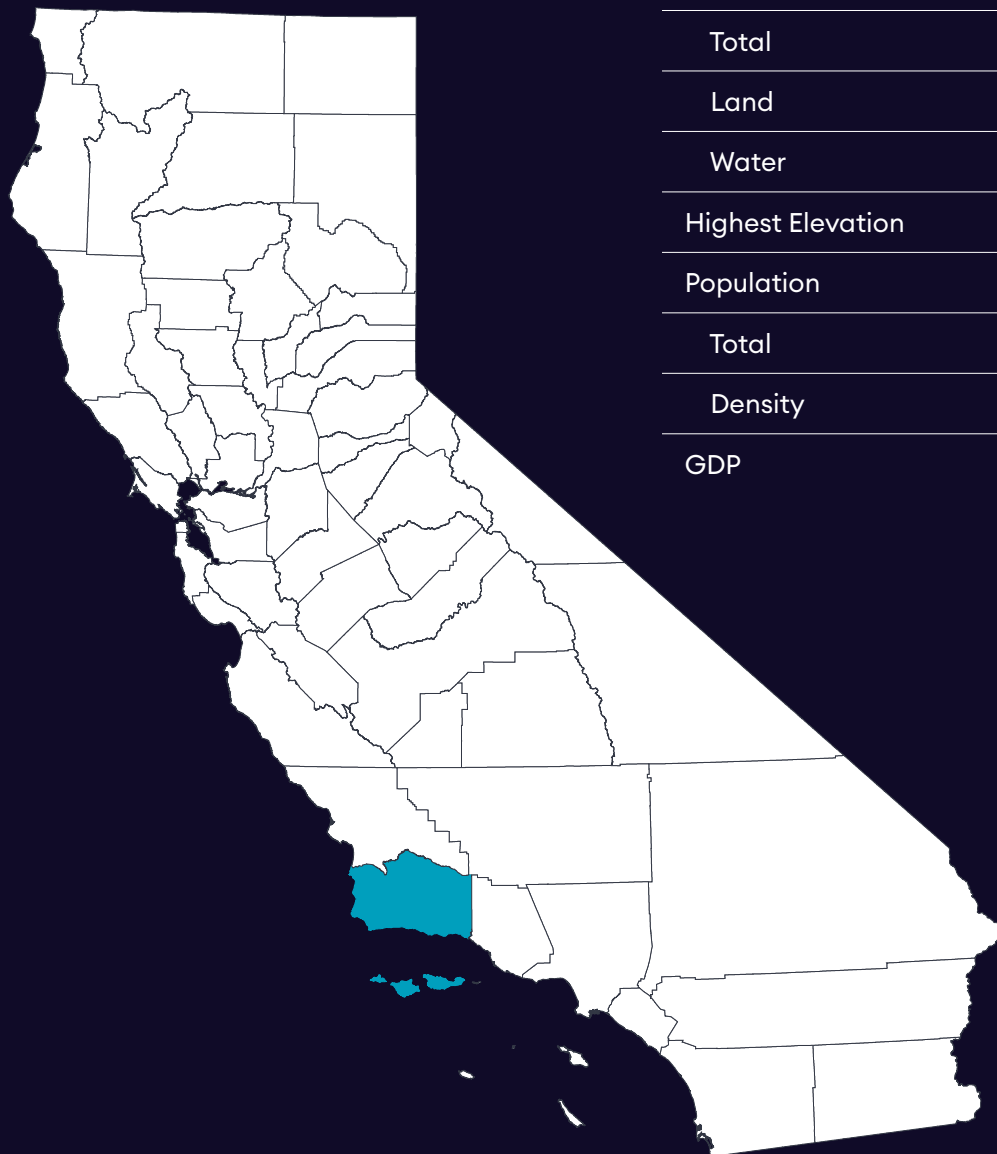 Total
Land
Water
Highest Elevation
Population
Total
Density
GDP